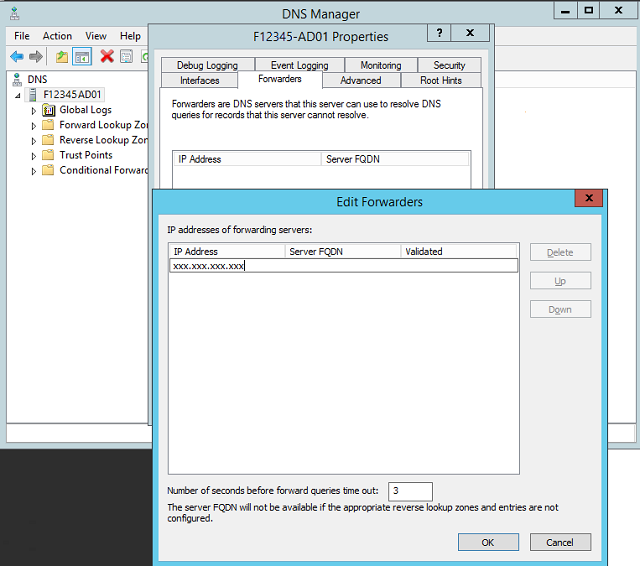 DNS Manager
File Action View Help
F12345-AD01 Properties
?
DNS
F12345AD01
Global Logs
Forward Lookup Zon
Reverse Lookup Zon
Trust Points
Conditional Forward
Debug Logging Event Logging Monitoring Security
Interfaces Forwarders Advanced Root Hints
Forwarders are DNS servers that this server can use to resolve DNS
queries for records that this server cannot resolve.
IP Address Server FQDN
Edit Forwarders
IP addresses of forwarding servers:
IP Address Server FQDN Validated
xxx.xxx.xxx.xxx
Delete
Up
Down
Number of seconds before forward queries time out: 3
The server FQDN will not be available if the appropriate reverse lookup zones and entries are not
configured.
OK Cancel